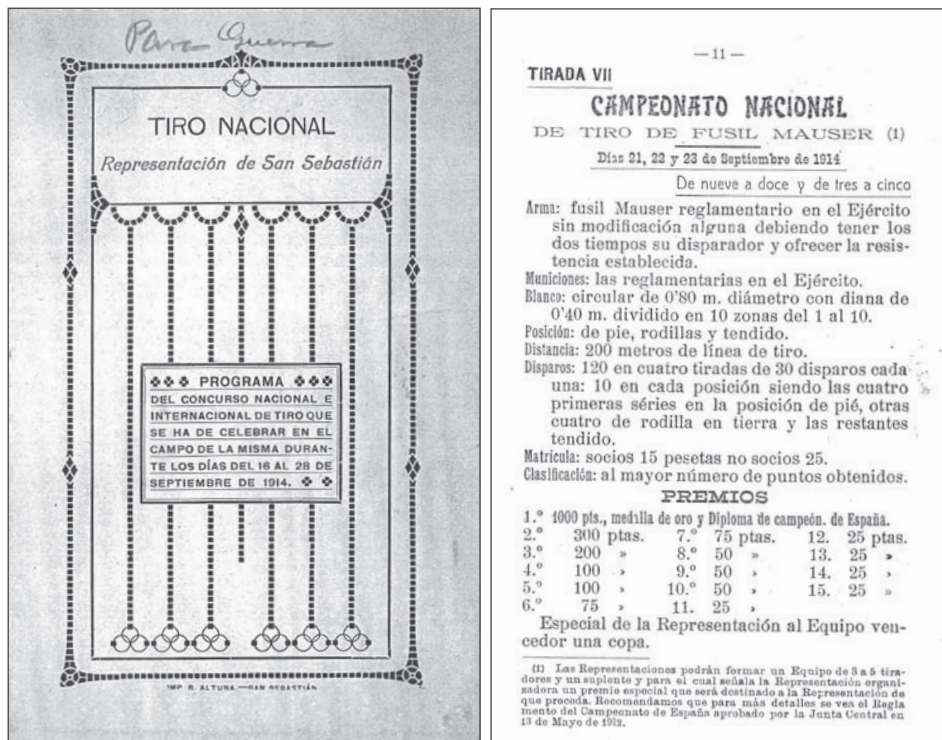 Para Guerra
TIRO NACIONAL
Representación de San Sebastián
PROGRAMA
DEL CONCURSO NACIONAL E
INTERNACIONAL DE TIRO QUE
SE HA DE CELEBRAR EN EL
CAMPO DE LA MISMA DURAN-
TE LOS DÍAS DEL 16 AL 28 DE
SEPTIEMBRE DE 1914.
IMP R. ALTUNA — SAN SEBASTIÁN
— 11 —
TIRADA VII
CAMPEONATO NACIONAL
DE TIRO DE FUSIL MAUSER (1)
Días 21, 22 y 23 de Septiembre de 1914
De nueve a doce y de tres a cinco
Arma: fusil Mauser reglamentario en el Ejército
sin modificación alguna debiendo tener los
dos tiempos su disparador y ofrecer la resis-
tencia establecida.
Municiones: las reglamentarias en el Ejército.
Blanco: circular de 0'80 m. diámetro con diana de
0'40 m. dividido en 10 zonas del 1 al 10.
Posición: de pie, rodillas y tendido.
Distancia: 200 metros de línea de tiro.
Disparos: 120 en cuatro tiradas de 30 disparos cada
una: 10 en cada posición siendo las cuatro
primeras séries en la posición de pié, otras
cuatro de rodilla en tierra y las restantes
tendido.
Matrícula: socios 15 pesetas no socios 25.
Clasificación: al mayor número de puntos obtenidos.
PREMIOS
1.º 1000 pts., medilla de oro y Diploma de campeón. de España.
2.º 300 ptas. 7.º 75 ptas. 12. 25 ptas.
3.º 200 » 8.º 50 » 13. 25 »
4.º 100 » 9.º 50 » 14. 25 »
5.º 100 » 10.º 50 » 15. 25 »
6.º 75 » 11. 25 »
Especial de la Representación al Equipo ven-
cedor una copa.
(1) Las Representaciones podrán formar un Equipo de 3 a 5 tira-
dores y un suplente y para el cual señala la Representación organi-
zadora un premio especial que será destinado a la Representación de
que proceda. Recomendamos que para más detalles se vea el Regla
mento del Campeonato de España aprobado por la Junta Central en
13 de Mayo de 1912.